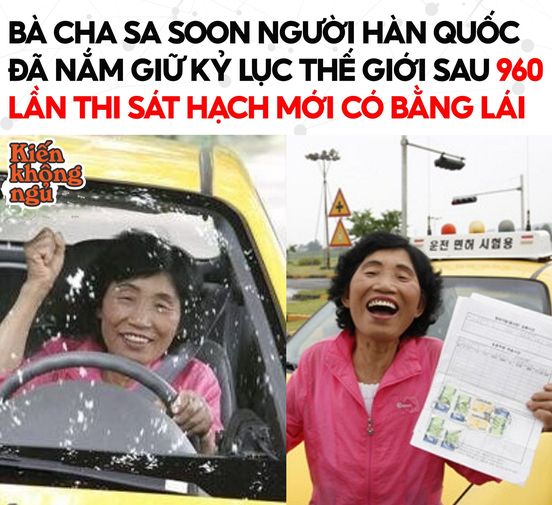 BÀ CHA SA SOON NGƯỜI HÀN QUỐC
ĐÃ NẮM GIỮ KỶ LỤC THẾ GIỚI SAU 960
LẦN THI SÁT HẠCH MỚI CÓ BẰNG LÁI
Kiến
không
ngủ
운전 면허 시험용